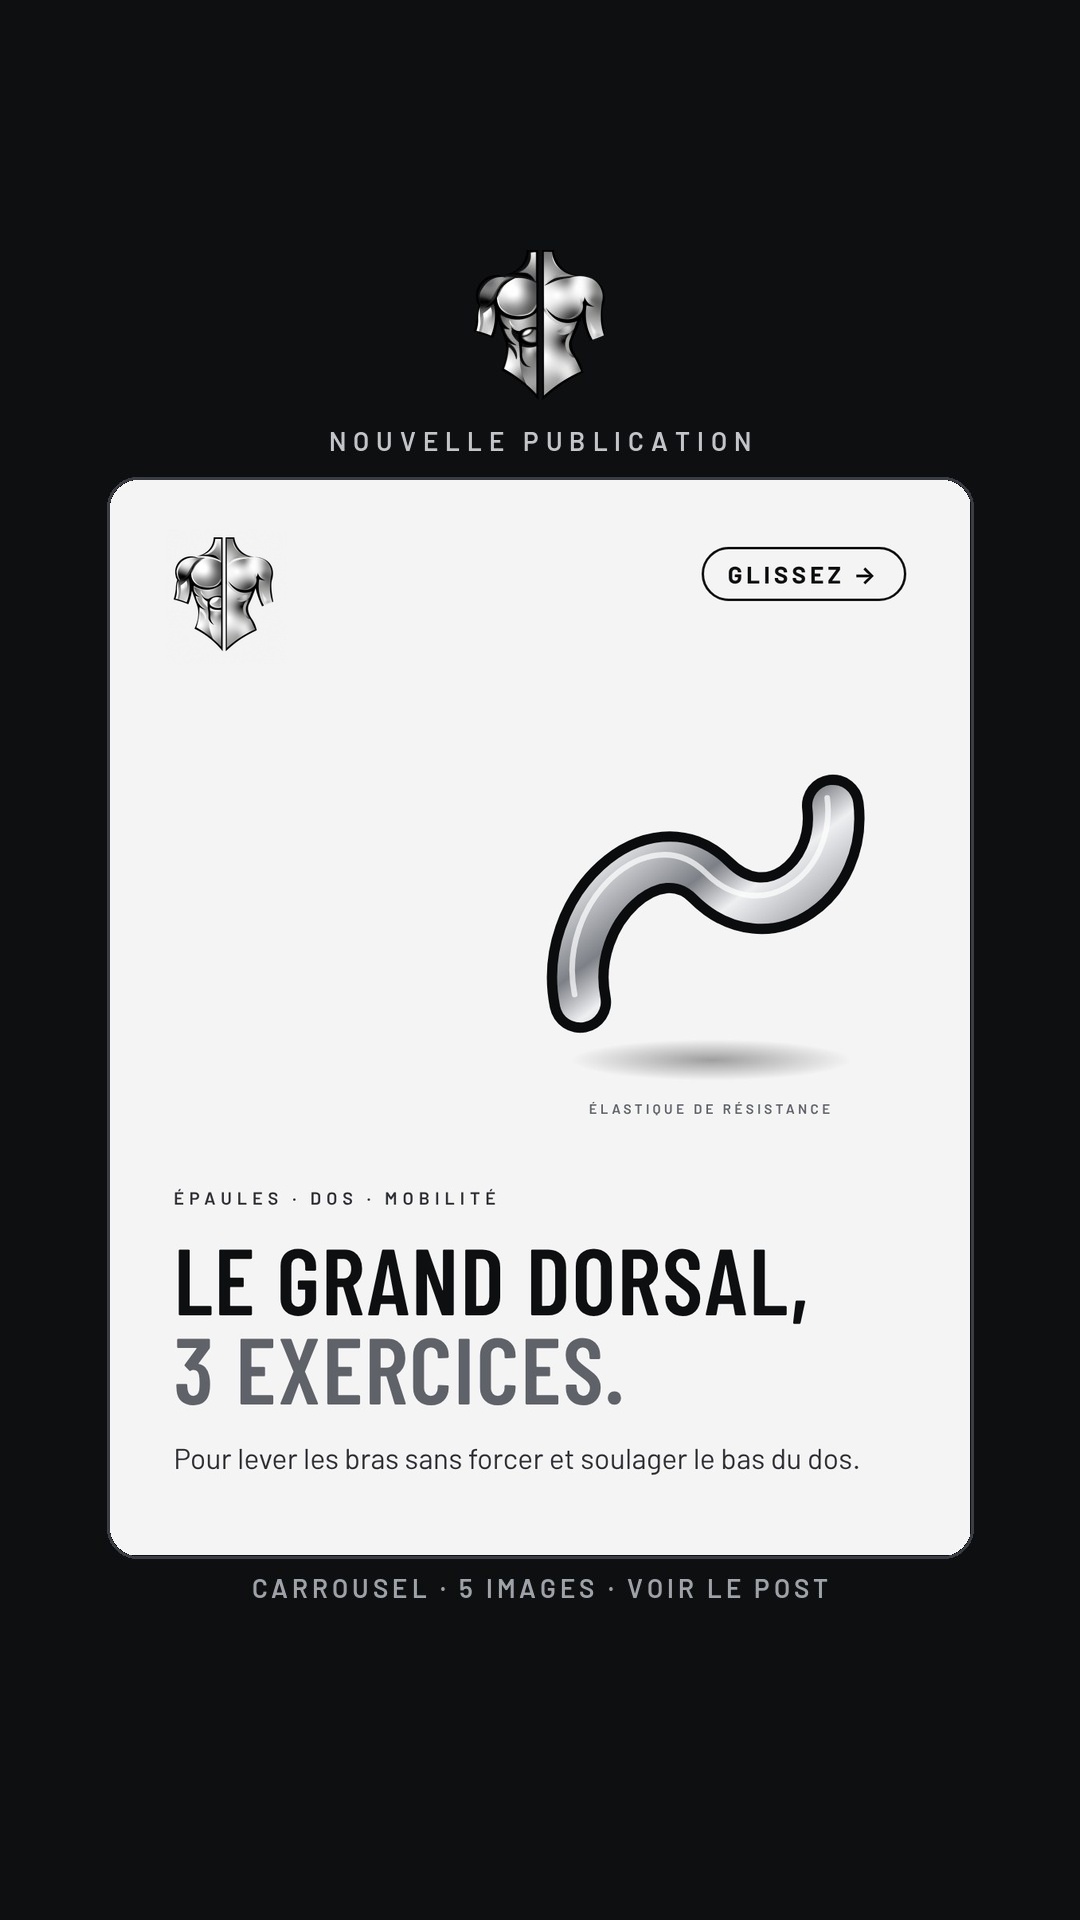 NOUVELLE PUBLICATION
GLISSEZ →
ÉLASTIQUE DE RÉSISTANCE
ÉPAULES · DOS · MOBILITÉ
LE GRAND DORSAL,
3 EXERCICES.
Pour lever les bras sans forcer et soulager le bas du dos.
CARROUSEL · 5 IMAGES · VOIR LE POST